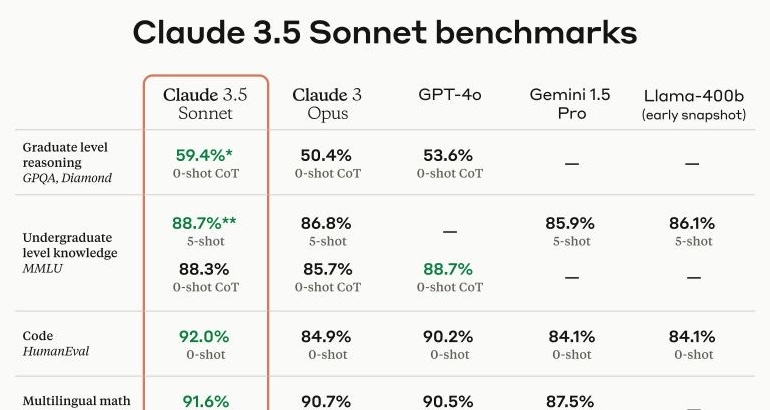 Claude 3.5 Sonnet benchmarks
Claude 3.5 Sonnet
Claude 3 Opus
GPT-4o
Gemini 1.5 Pro
Llama-400b (early snapshot)
Graduate level
reasoning
GPQA, Diamond
59.4%* 50.4% 53.6% — —
0-shot CoT 0-shot CoT 0-shot CoT
Undergraduate
level knowledge
MMLU
88.7%** 86.8% — 85.9% 86.1%
5-shot 5-shot 5-shot 5-shot
88.3% 85.7% 88.7% — —
0-shot CoT 0-shot CoT 0-shot CoT
Code
HumanEval
92.0% 84.9% 90.2% 84.1% 84.1%
0-shot 0-shot 0-shot 0-shot 0-shot
Multilingual math 91.6% 90.7% 90.5% 87.5% —